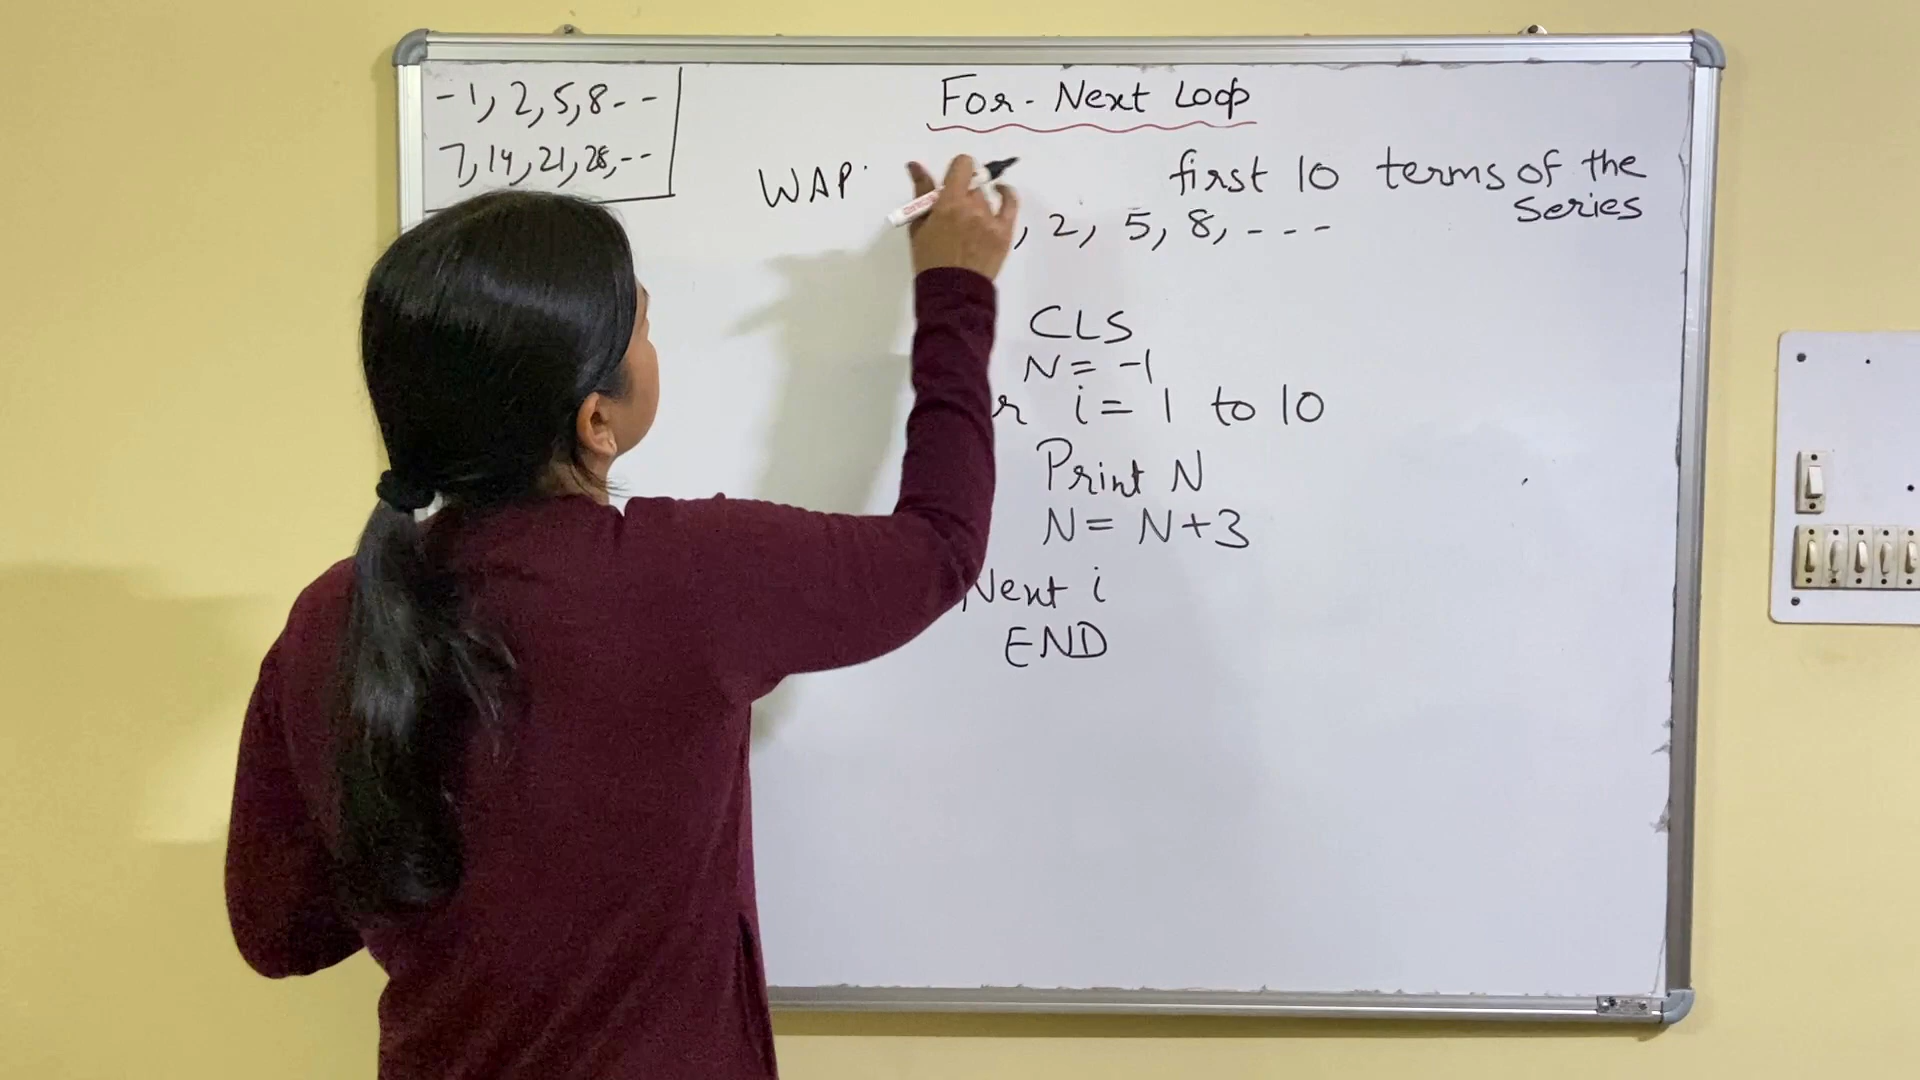 -1, 2, 5, 8 - -
7, 14, 21, 28, - -
For - Next Loop
WAP first 10 terms of the
series
, 2, 5, 8, - - -
CLS
N = -1
r i = 1 to 10
Print N
N = N+3
Next i
END